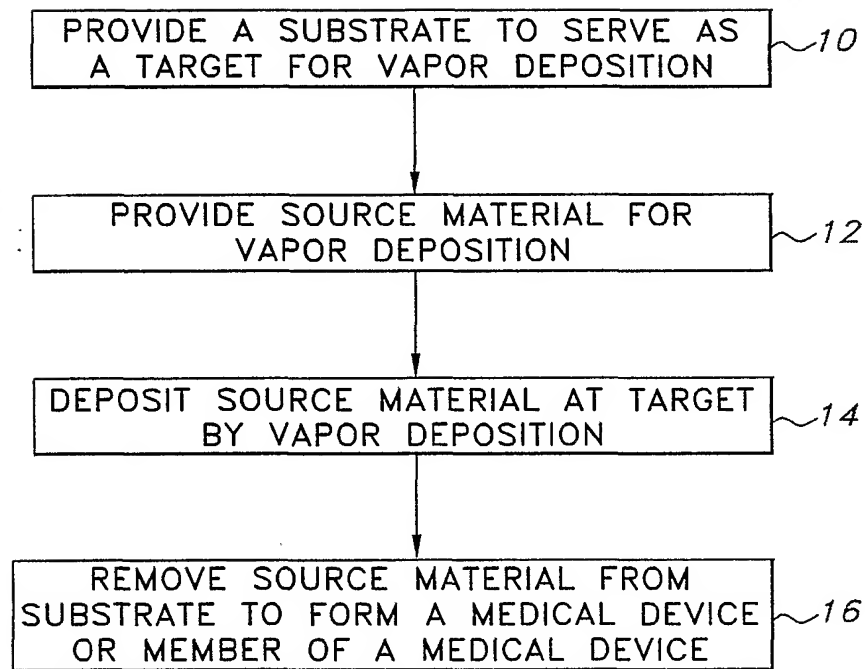 PROVIDE A SUBSTRATE TO SERVE AS
A TARGET FOR VAPOR DEPOSITION
10
PROVIDE SOURCE MATERIAL FOR
VAPOR DEPOSITION
12
DEPOSIT SOURCE MATERIAL AT TARGET
BY VAPOR DEPOSITION
14
REMOVE SOURCE MATERIAL FROM
SUBSTRATE TO FORM A MEDICAL DEVICE
OR MEMBER OF A MEDICAL DEVICE
16